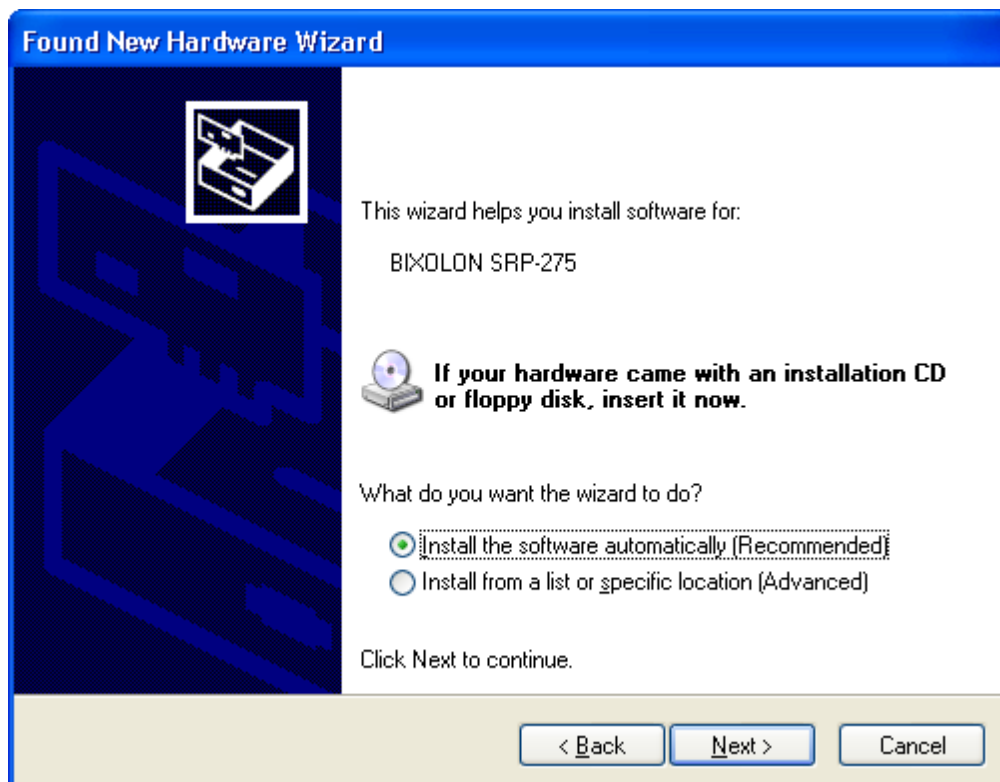 Found New Hardware Wizard
This wizard helps you install software for:
BIXOLON SRP-275
If your hardware came with an installation CD
or floppy disk, insert it now.
What do you want the wizard to do?
Install the software automatically (Recommended)
Install from a list or specific location (Advanced)
Click Next to continue.
< Back Next > Cancel